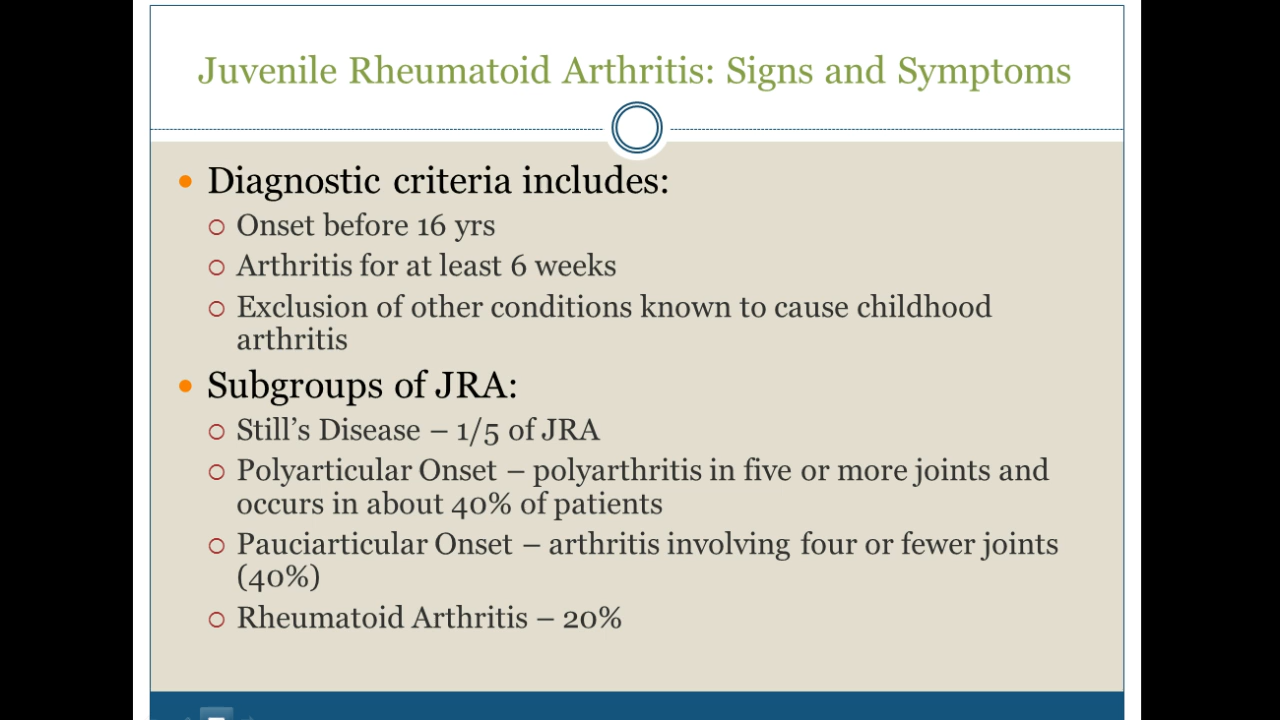 Juvenile Rheumatoid Arthritis: Signs and Symptoms
Diagnostic criteria includes:
Onset before 16 yrs
Arthritis for at least 6 weeks
Exclusion of other conditions known to cause childhood
arthritis
Subgroups of JRA:
Still's Disease – 1/5 of JRA
Polyarticular Onset – polyarthritis in five or more joints and
occurs in about 40% of patients
Pauciarticular Onset – arthritis involving four or fewer joints
(40%)
Rheumatoid Arthritis – 20%